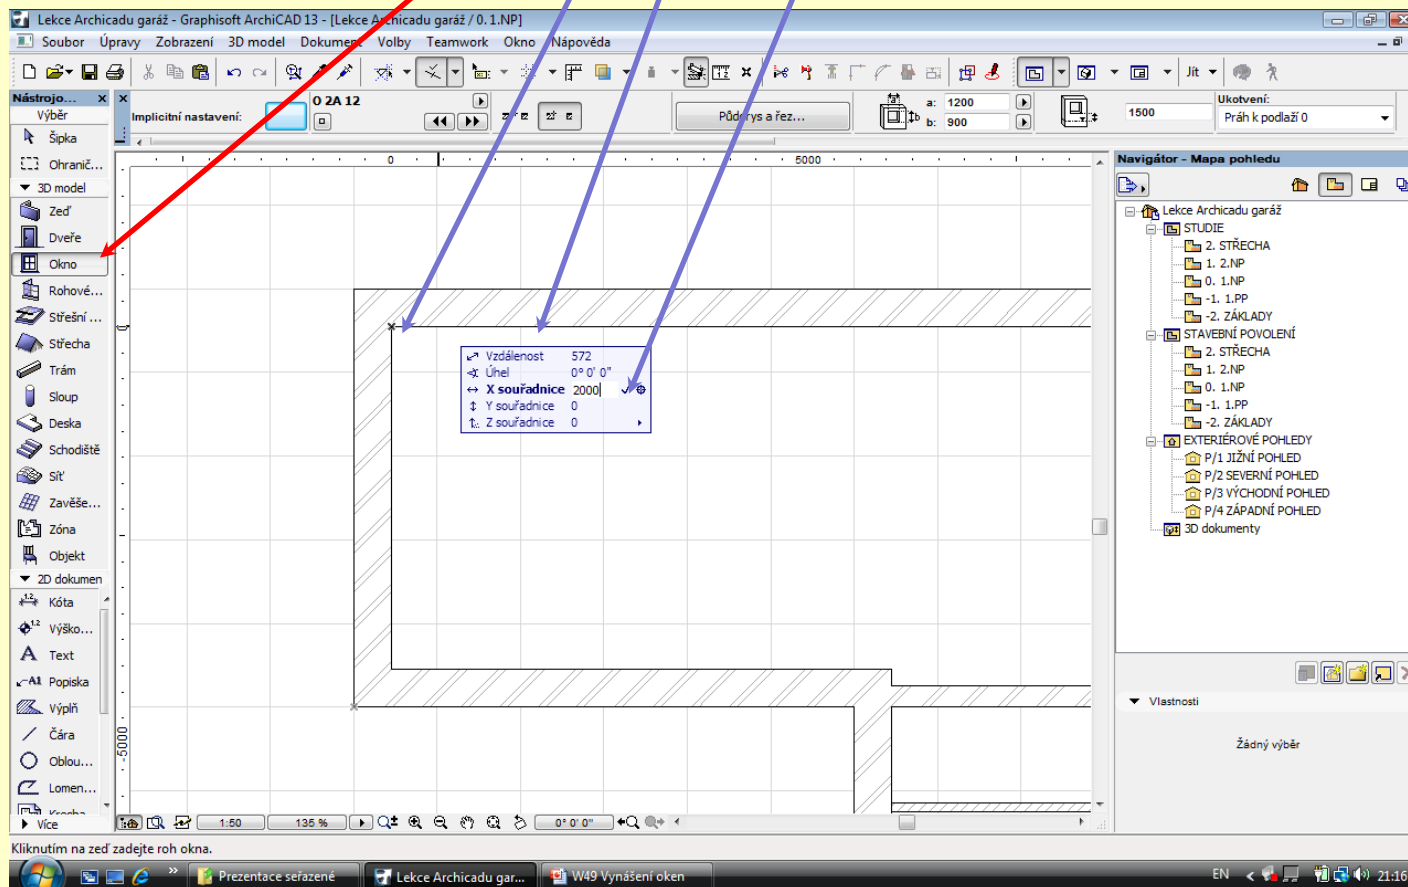 Lekce Archicadu garáž - Graphisoft ArchiCAD 13 - [Lekce Archicadu garáž / 0. 1.NP]
Soubor Úpravy Zobrazení 3D model Dokument Volby Teamwork Okno Nápověda
Jít
Nástrojo...
Výběr
Šipka
Ohranič...
3D model
Zeď
Dveře
Okno
Rohové...
Střešní ...
Střecha
Trám
Sloup
Deska
Schodiště
Síť
Zavěše...
Zóna
Objekt
2D dokumen
Kóta
Výško...
Text
A1 Popiska
Výplň
Čára
Oblou...
Lomen...
Více
Implicitní nastavení:
O 2A 12
Půdorys a řez...
a: 1200
b: 900
1500
Ukotvení:
Práh k podlaží 0
0
5000
-5000
Vzdálenost 572
Úhel 0° 0' 0"
X souřadnice 2000
Y souřadnice 0
Z souřadnice 0
1:50
135 %
0° 0' 0"
Navigátor - Mapa pohledu
Lekce Archicadu garáž
STUDIE
2. STŘECHA
1. 2.NP
0. 1.NP
-1. 1.PP
-2. ZÁKLADY
STAVEBNÍ POVOLENÍ
2. STŘECHA
1. 2.NP
0. 1.NP
-1. 1.PP
-2. ZÁKLADY
EXTERIÉROVÉ POHLEDY
P/1 JIŽNÍ POHLED
P/2 SEVERNÍ POHLED
P/3 VÝCHODNÍ POHLED
P/4 ZÁPADNÍ POHLED
3D dokumenty
Vlastnosti
Žádný výběr
Kliknutím na zeď zadejte roh okna.
Prezentace seřazené
Lekce Archicadu gar...
W49 Vynášení oken
EN
21:16